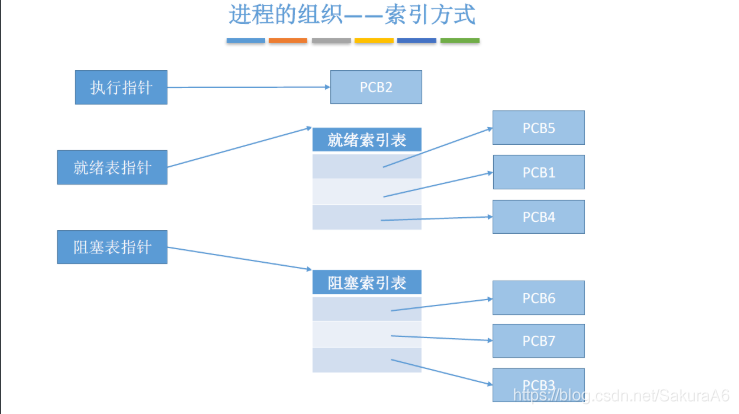 进程的组织——索引方式
执行指针
PCB2
就绪表指针
就绪索引表
PCB5
PCB1
PCB4
阻塞表指针
阻塞索引表
PCB6
PCB7
PCB3
https://blog.csdn.net/SakuraA6